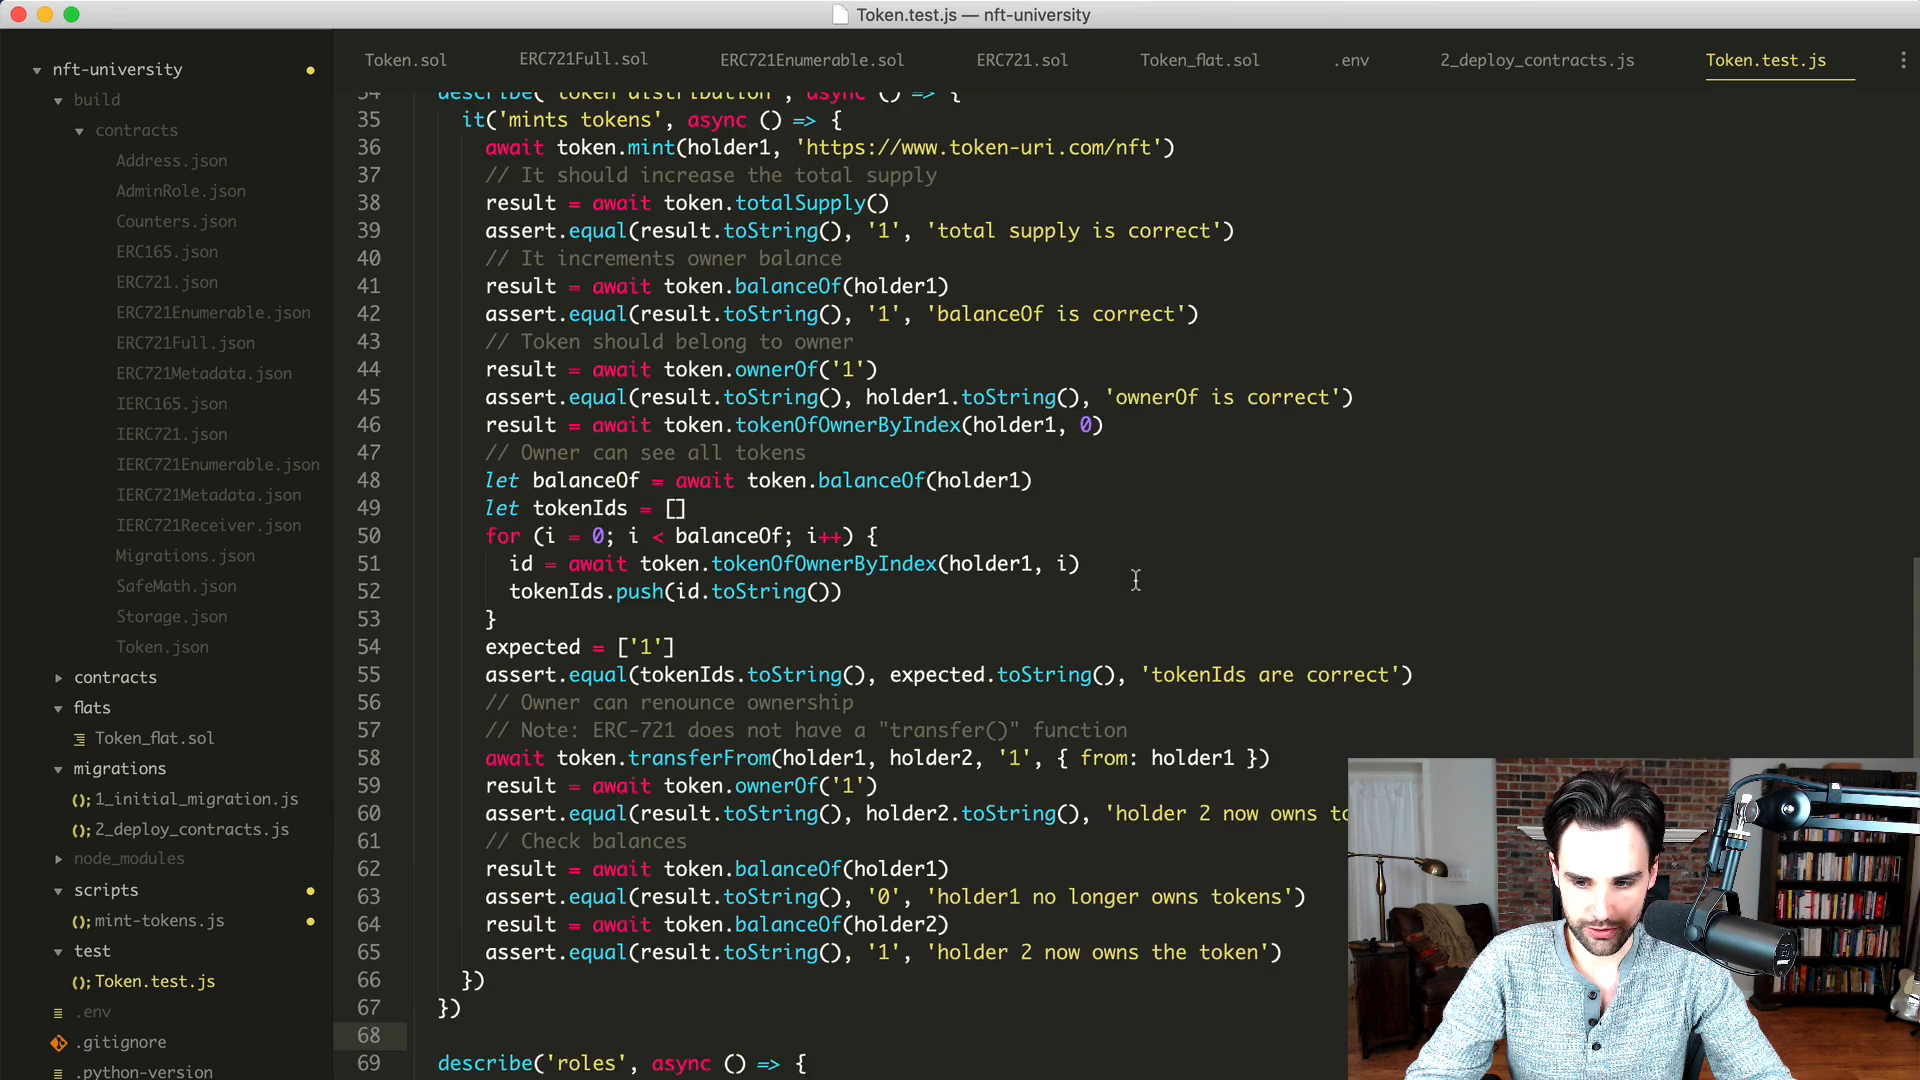 Token.test.js — nft-university
nft-university
build
contracts
Address.json
AdminRole.json
Counters.json
ERC165.json
ERC721.json
ERC721Enumerable.json
ERC721Full.json
ERC721Metadata.json
IERC165.json
IERC721.json
IERC721Enumerable.json
IERC721Metadata.json
IERC721Receiver.json
Migrations.json
SafeMath.json
Storage.json
Token.json
contracts
flats
Token_flat.sol
migrations
1_initial_migration.js
2_deploy_contracts.js
node_modules
scripts
mint-tokens.js
test
Token.test.js
.env
.gitignore
.python-version
Token.sol ERC721Full.sol ERC721Enumerable.sol ERC721.sol Token_flat.sol .env 2_deploy_contracts.js Token.test.js
34 describe('token distribution', async () => {
35 it('mints tokens', async () => {
36 await token.mint(holder1, 'https://www.token-uri.com/nft')
37 // It should increase the total supply
38 result = await token.totalSupply()
39 assert.equal(result.toString(), '1', 'total supply is correct')
40 // It increments owner balance
41 result = await token.balanceOf(holder1)
42 assert.equal(result.toString(), '1', 'balanceOf is correct')
43 // Token should belong to owner
44 result = await token.ownerOf('1')
45 assert.equal(result.toString(), holder1.toString(), 'ownerOf is correct')
46 result = await token.tokenOfOwnerByIndex(holder1, 0)
47 // Owner can see all tokens
48 let balanceOf = await token.balanceOf(holder1)
49 let tokenIds = []
50 for (i = 0; i < balanceOf; i++) {
51 id = await token.tokenOfOwnerByIndex(holder1, i)
52 tokenIds.push(id.toString())
53 }
54 expected = ['1']
55 assert.equal(tokenIds.toString(), expected.toString(), 'tokenIds are correct')
56 // Owner can renounce ownership
57 // Note: ERC-721 does not have a "transfer()" function
58 await token.transferFrom(holder1, holder2, '1', { from: holder1 })
59 result = await token.ownerOf('1')
60 assert.equal(result.toString(), holder2.toString(), 'holder 2 now owns to
61 // Check balances
62 result = await token.balanceOf(holder1)
63 assert.equal(result.toString(), '0', 'holder1 no longer owns tokens')
64 result = await token.balanceOf(holder2)
65 assert.equal(result.toString(), '1', 'holder 2 now owns the token')
66 })
67 })
68
69 describe('roles', async () => {